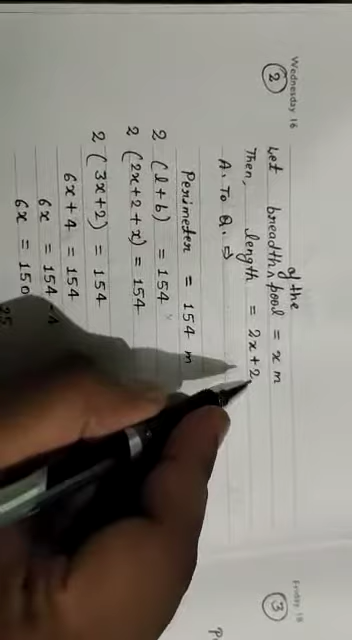 Wednesday 16
2
Let breadth of the pool = x m
Then, length = 2x+2
A. To Q. ⇒
Perimeter = 154 m
2 (l+b) = 154
2 (2x+2+x) = 154
2 (3x+2) = 154
6x+4 = 154
6x = 154-4
6x = 150
25
Friday 18
3